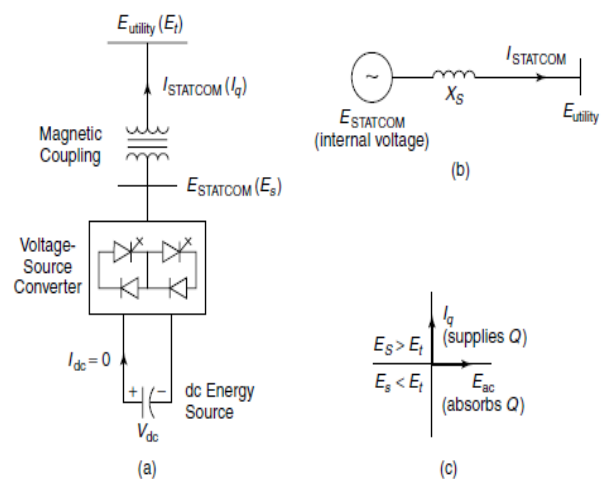 E_utility (E_t)
I_STATCOM (I_q)
Magnetic
Coupling
E_STATCOM (E_s)
Voltage-
Source
Converter
I_dc = 0
+ −
dc Energy
Source
V_dc
(a)
I_STATCOM
~
X_S
E_STATCOM
(internal voltage)
E_utility
(b)
I_q
(supplies Q)
E_S > E_t
E_s < E_t
E_ac
(absorbs Q)
(c)